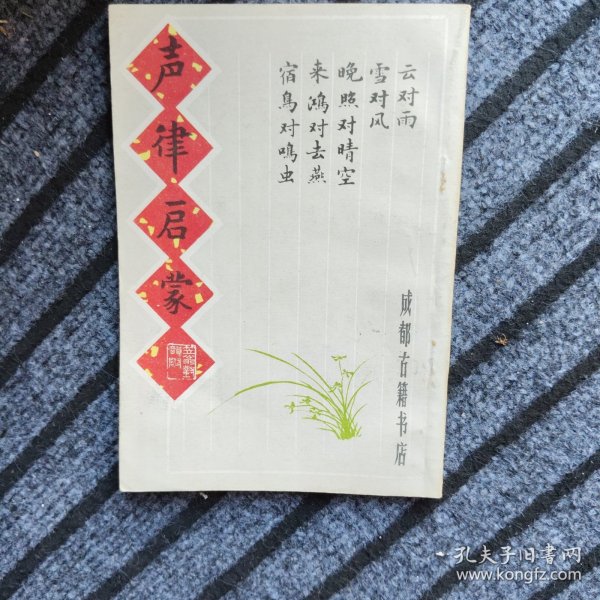 声律启蒙
云对雨
雪对风
晚照对晴空
来鸿对去燕
宿鸟对鸣虫
成都古籍书店
孔夫子旧书网
www.kongfz.com